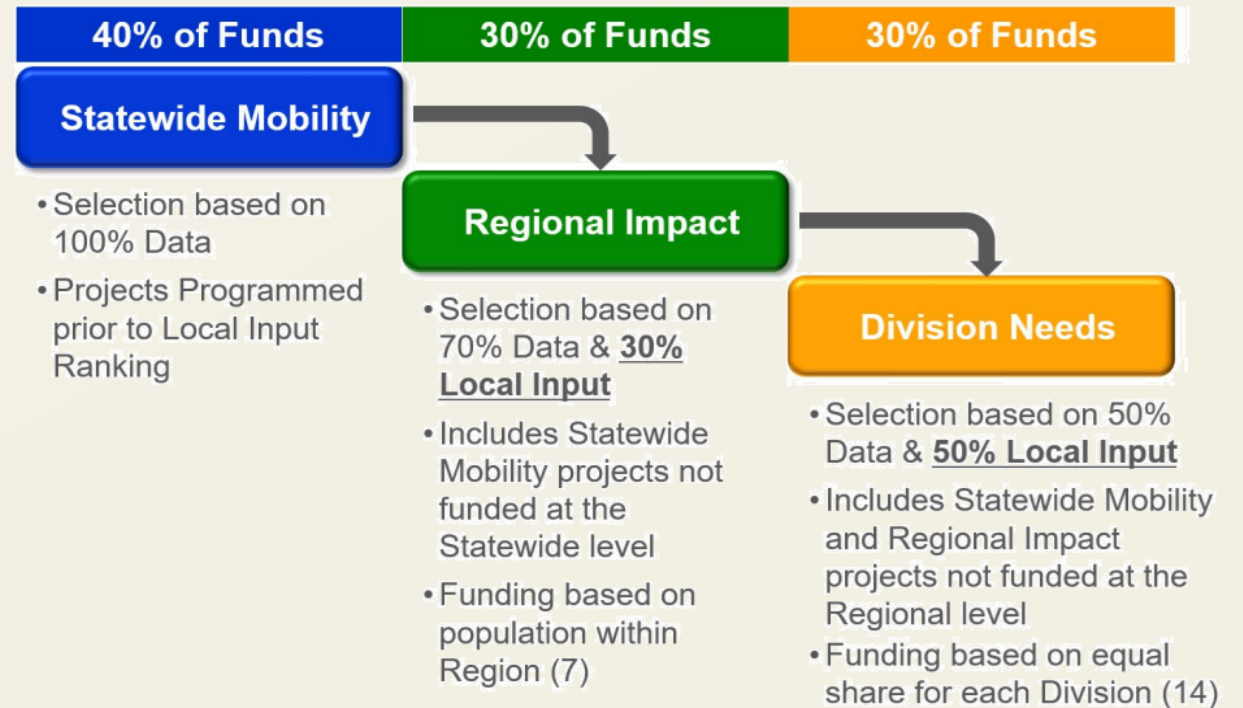 40% of Funds
30% of Funds
30% of Funds
Statewide Mobility
• Selection based on
100% Data
• Projects Programmed
prior to Local Input
Ranking
Regional Impact
• Selection based on
70% Data & 30%
Local Input
• Includes Statewide
Mobility projects not
funded at the
Statewide level
• Funding based on
population within
Region (7)
Division Needs
• Selection based on 50%
Data & 50% Local Input
• Includes Statewide Mobility
and Regional Impact
projects not funded at the
Regional level
• Funding based on equal
share for each Division (14)